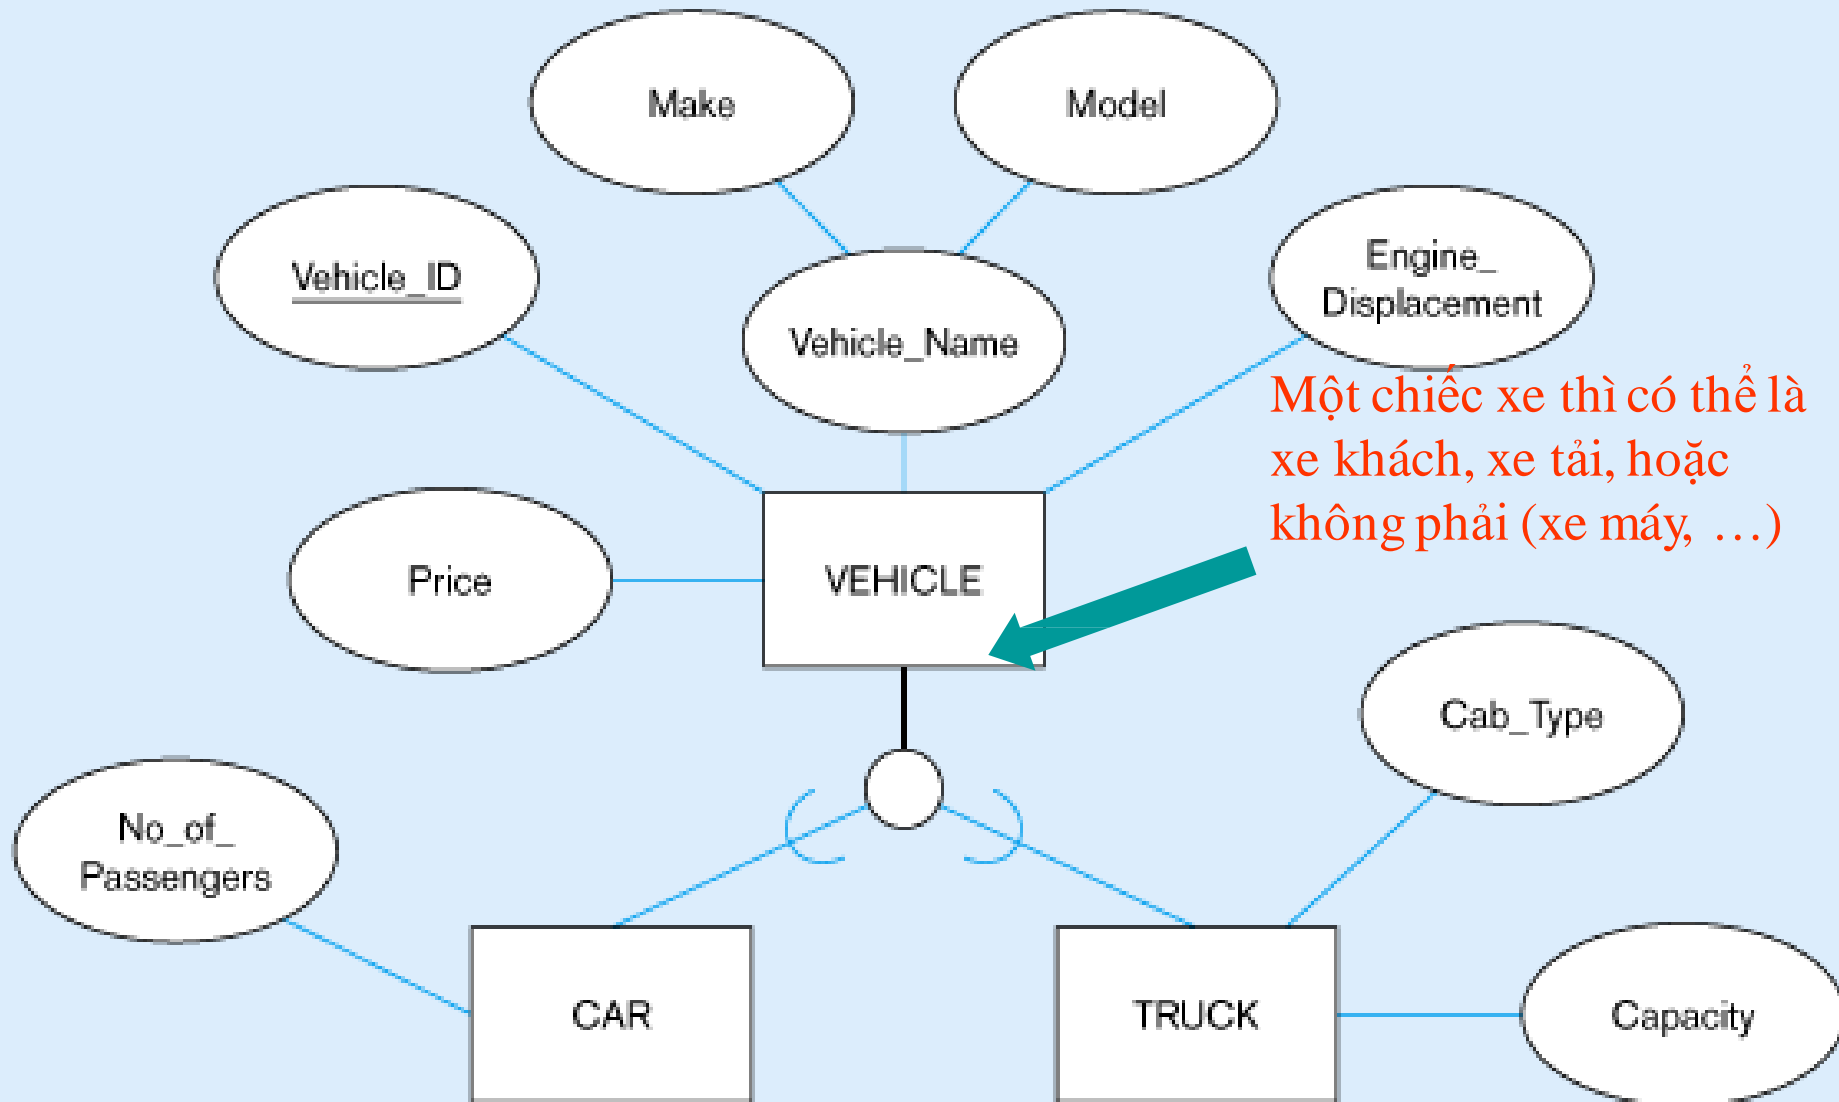 Make
Model
Vehicle_ID
Engine_
Displacement
Vehicle_Name
Một chiếc xe thì có thể là
xe khách, xe tải, hoặc
không phải (xe máy, …)
Price
VEHICLE
Cab_Type
No_of_
Passengers
CAR
TRUCK
Capacity